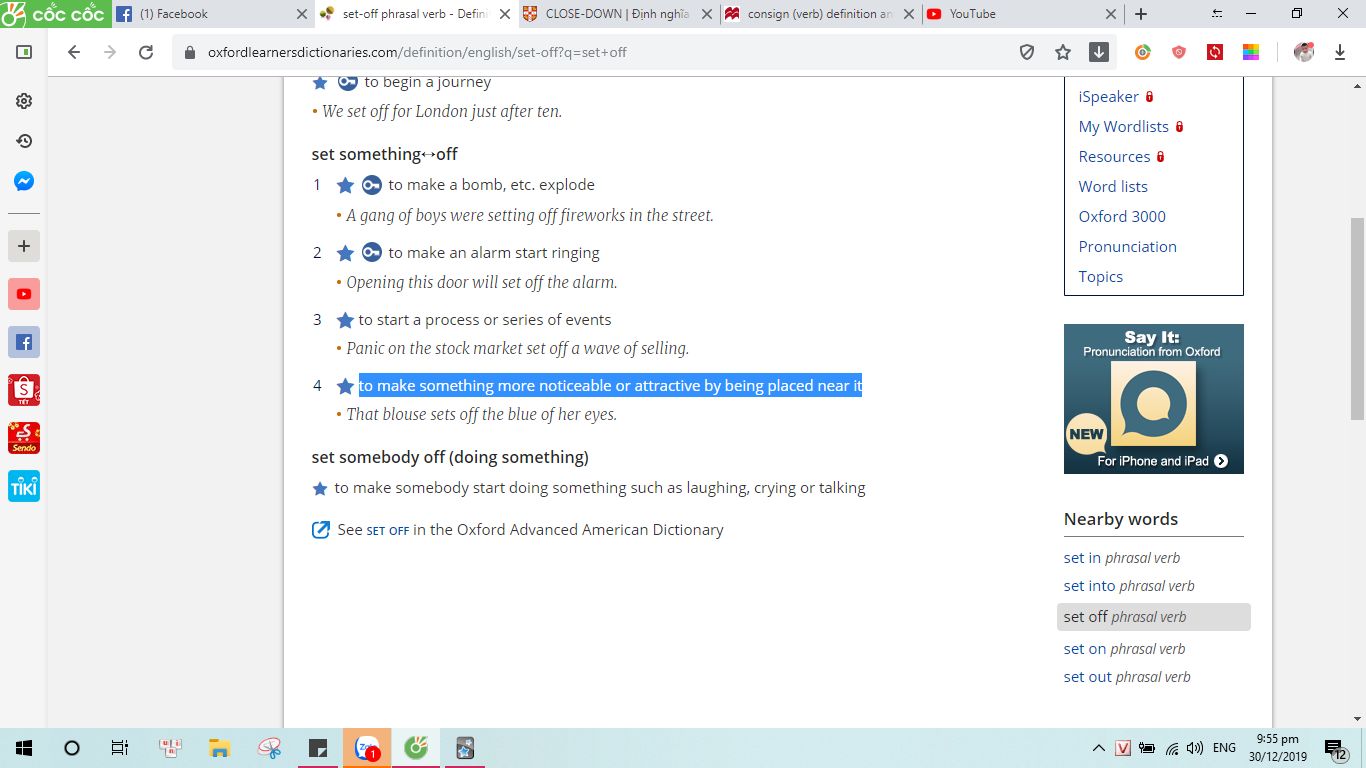 cốc cốc
(1) Facebook
set-off phrasal verb - Defini
CLOSE-DOWN | Định nghĩa
consign (verb) definition an
YouTube
oxfordlearnersdictionaries.com/definition/english/set-off?q=set+off
to begin a journey
• We set off for London just after ten.
set something↔off
1 to make a bomb, etc. explode
• A gang of boys were setting off fireworks in the street.
2 to make an alarm start ringing
• Opening this door will set off the alarm.
3 to start a process or series of events
• Panic on the stock market set off a wave of selling.
4 to make something more noticeable or attractive by being placed near it
• That blouse sets off the blue of her eyes.
set somebody off (doing something)
to make somebody start doing something such as laughing, crying or talking
See SET OFF in the Oxford Advanced American Dictionary
iSpeaker
My Wordlists
Resources
Word lists
Oxford 3000
Pronunciation
Topics
Say It:
Pronunciation from Oxford
NEW
For iPhone and iPad
Nearby words
set in phrasal verb
set into phrasal verb
set off phrasal verb
set on phrasal verb
set out phrasal verb
S
TẾT
Sendo
TIKI
1
V
ENG
9:55 pm
30/12/2019
12